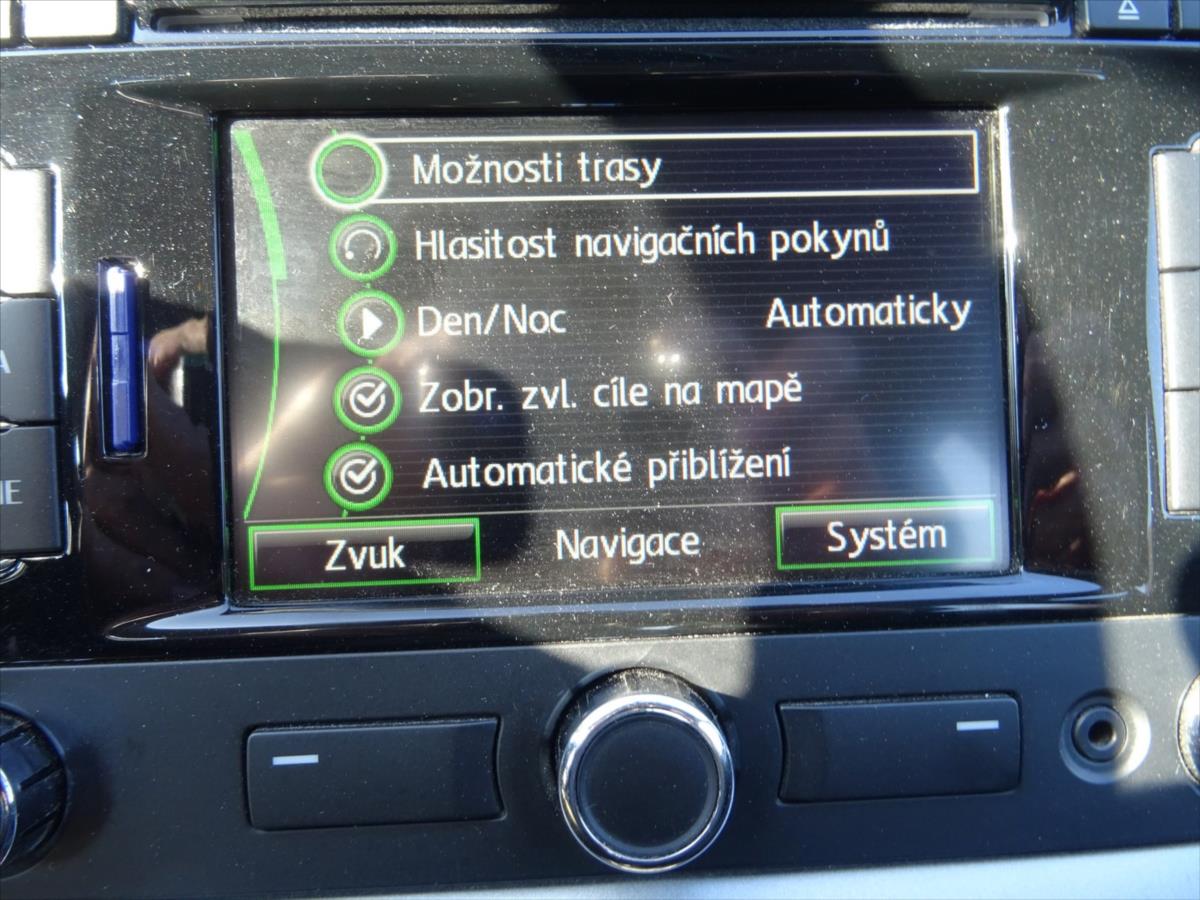 Možnosti trasy
Hlasitost navigačních pokynů
Den/Noc Automaticky
Zobr. zvl. cíle na mapě
Automatické přiblížení
Zvuk Navigace Systém